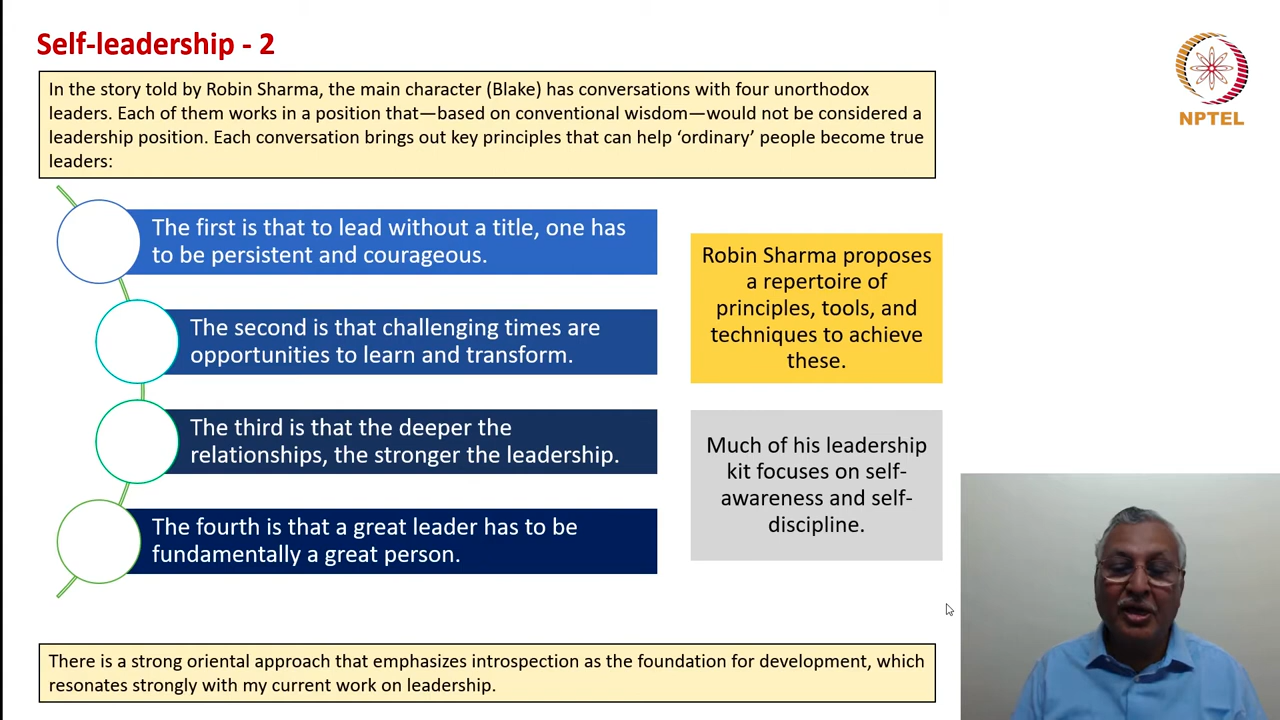 Self-leadership - 2
In the story told by Robin Sharma, the main character (Blake) has conversations with four unorthodox
leaders. Each of them works in a position that—based on conventional wisdom—would not be considered a
leadership position. Each conversation brings out key principles that can help ‘ordinary’ people become true
leaders:
NPTEL
The first is that to lead without a title, one has
to be persistent and courageous.
The second is that challenging times are
opportunities to learn and transform.
The third is that the deeper the
relationships, the stronger the leadership.
The fourth is that a great leader has to be
fundamentally a great person.
Robin Sharma proposes
a repertoire of
principles, tools, and
techniques to achieve
these.
Much of his leadership
kit focuses on self-
awareness and self-
discipline.
There is a strong oriental approach that emphasizes introspection as the foundation for development, which
resonates strongly with my current work on leadership.